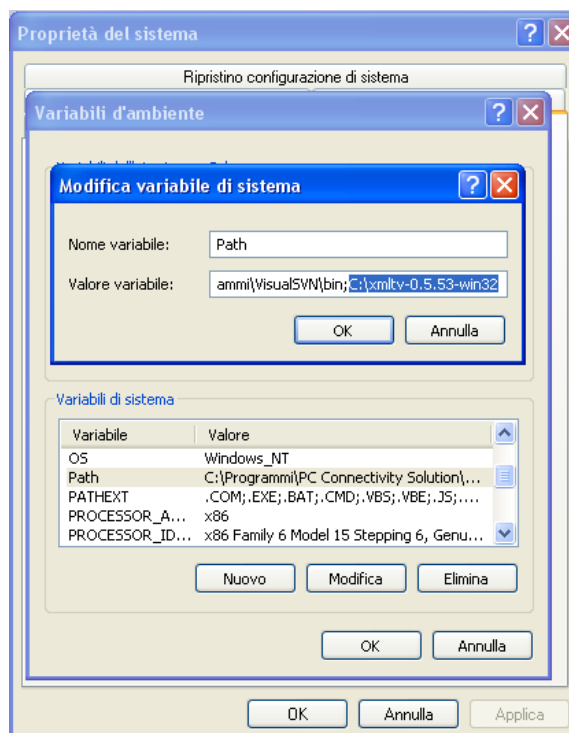 Proprietà del sistema
Ripristino configurazione di sistema
Variabili d'ambiente
Modifica variabile di sistema
Nome variabile: Path
Valore variabile: ammi\VisualSVN\bin;C:\xmltv-0.5.53-win32
OK Annulla
Variabili di sistema
Variabile Valore
OS Windows_NT
Path C:\Programmi\PC Connectivity Solution\...
PATHEXT .COM;.EXE;.BAT;.CMD;.VBS;.VBE;.JS;....
PROCESSOR_A... x86
PROCESSOR_ID... x86 Family 6 Model 15 Stepping 6, Genu...
Nuovo Modifica Elimina
OK Annulla
OK Annulla Applica